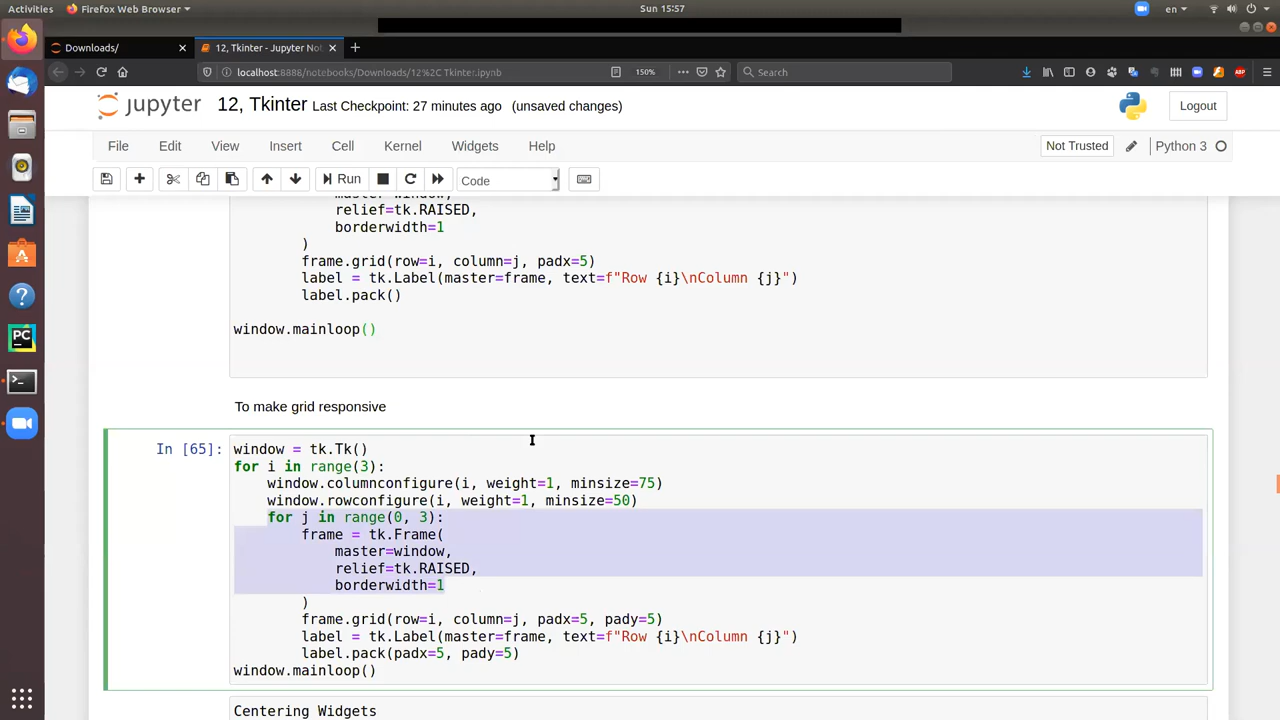 Activities
Firefox Web Browser
Sun 15:57
en
Downloads/
12, Tkinter - Jupyter No
localhost:8888/notebooks/Downloads/12%2C Tkinter.ipynb
150%
Search
ABP
jupyter
12, Tkinter Last Checkpoint: 27 minutes ago (unsaved changes)
Logout
File Edit View Insert Cell Kernel Widgets Help
Not Trusted
Python 3
Run
Code
relief=tk.RAISED,
borderwidth=1
)
frame.grid(row=i, column=j, padx=5)
label = tk.Label(master=frame, text=f"Row {i}\nColumn {j}")
label.pack()
window.mainloop()
To make grid responsive
In [65]:
window = tk.Tk()
for i in range(3):
window.columnconfigure(i, weight=1, minsize=75)
window.rowconfigure(i, weight=1, minsize=50)
for j in range(0, 3):
frame = tk.Frame(
master=window,
relief=tk.RAISED,
borderwidth=1
)
frame.grid(row=i, column=j, padx=5, pady=5)
label = tk.Label(master=frame, text=f"Row {i}\nColumn {j}")
label.pack(padx=5, pady=5)
window.mainloop()
Centering Widgets
PC